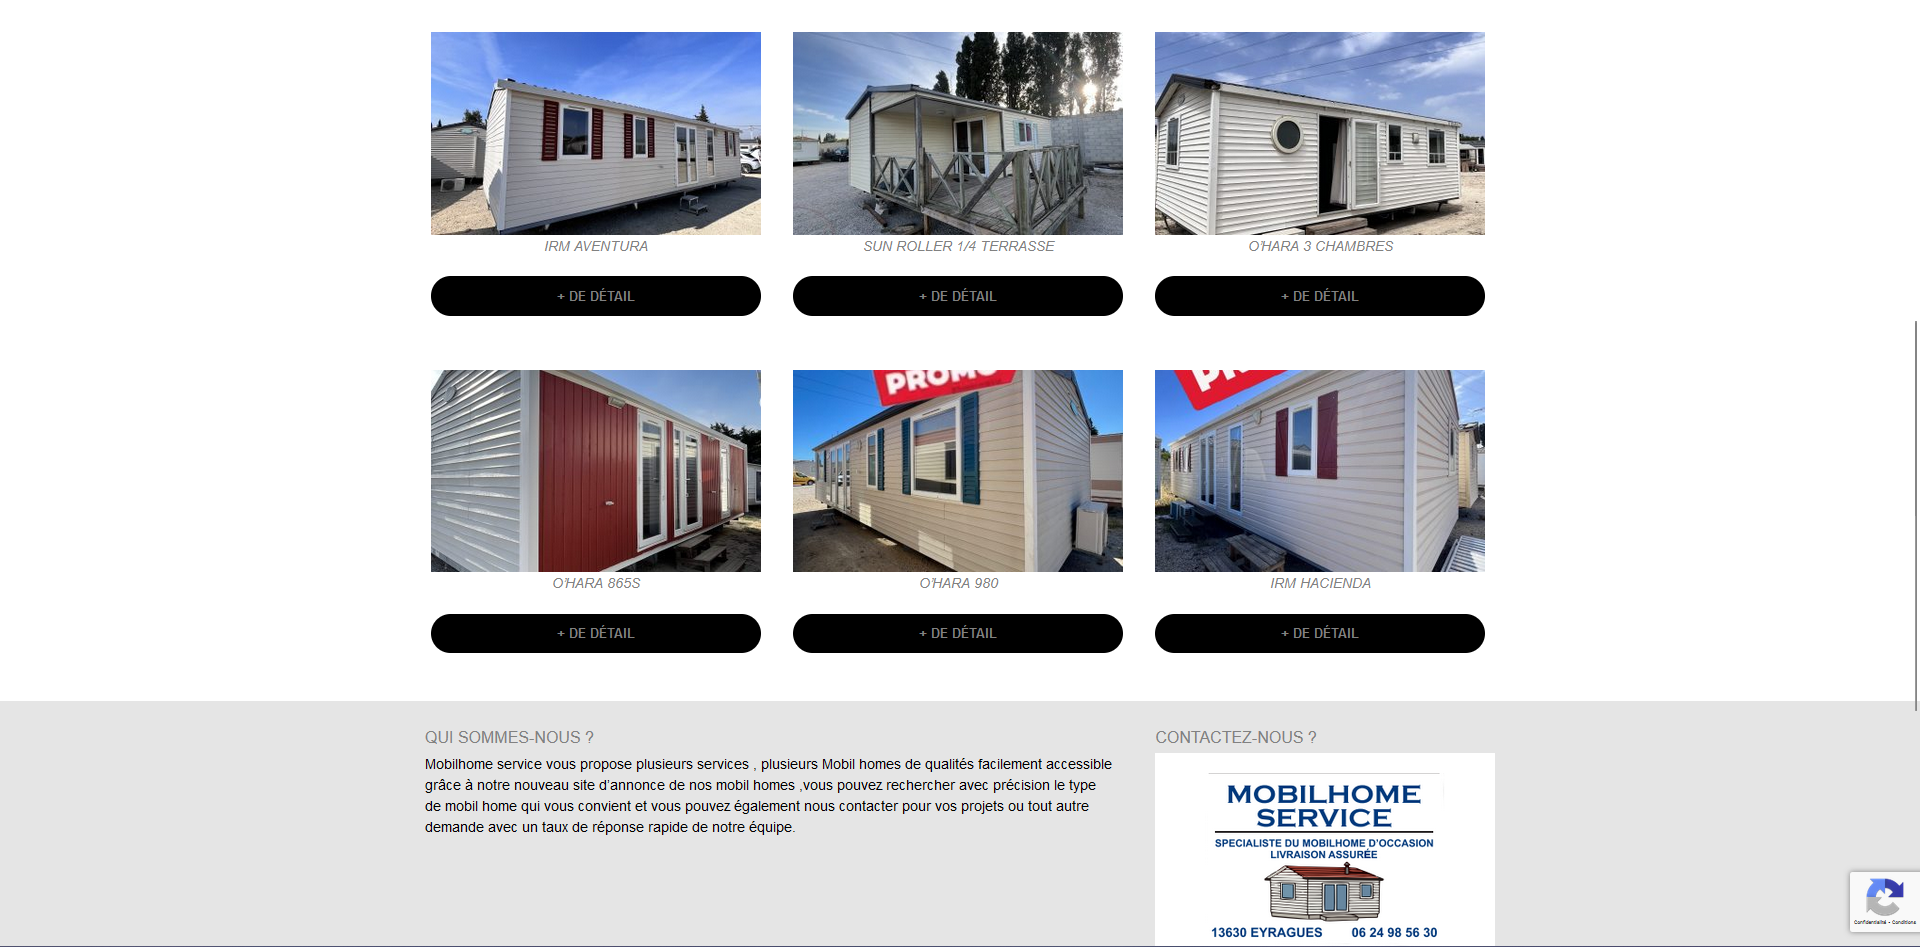 IRM AVENTURA
SUN ROLLER 1/4 TERRASSE
O'HARA 3 CHAMBRES
+ DE DÉTAIL
+ DE DÉTAIL
+ DE DÉTAIL
PROMO
O'HARA 865S
O'HARA 980
IRM HACIENDA
+ DE DÉTAIL
+ DE DÉTAIL
+ DE DÉTAIL
QUI SOMMES-NOUS ?
Mobilhome service vous propose plusieurs services , plusieurs Mobil homes de qualités facilement accessible
grâce à notre nouveau site d'annonce de nos mobil homes ,vous pouvez rechercher avec précision le type
de mobil home qui vous convient et vous pouvez également nous contacter pour vos projets ou tout autre
demande avec un taux de réponse rapide de notre équipe.
CONTACTEZ-NOUS ?
MOBILHOME
SERVICE
SPECIALISTE DU MOBILHOME D'OCCASION
LIVRAISON ASSURÉE
13630 EYRAGUES 06 24 98 56 30
Confidentialité - Conditions